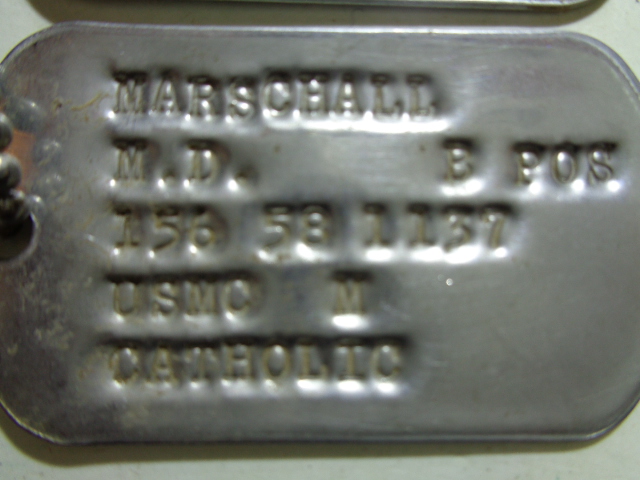 MARSCHALL
M.D. B POS
156 58 1137
USMC M
CATHOLIC